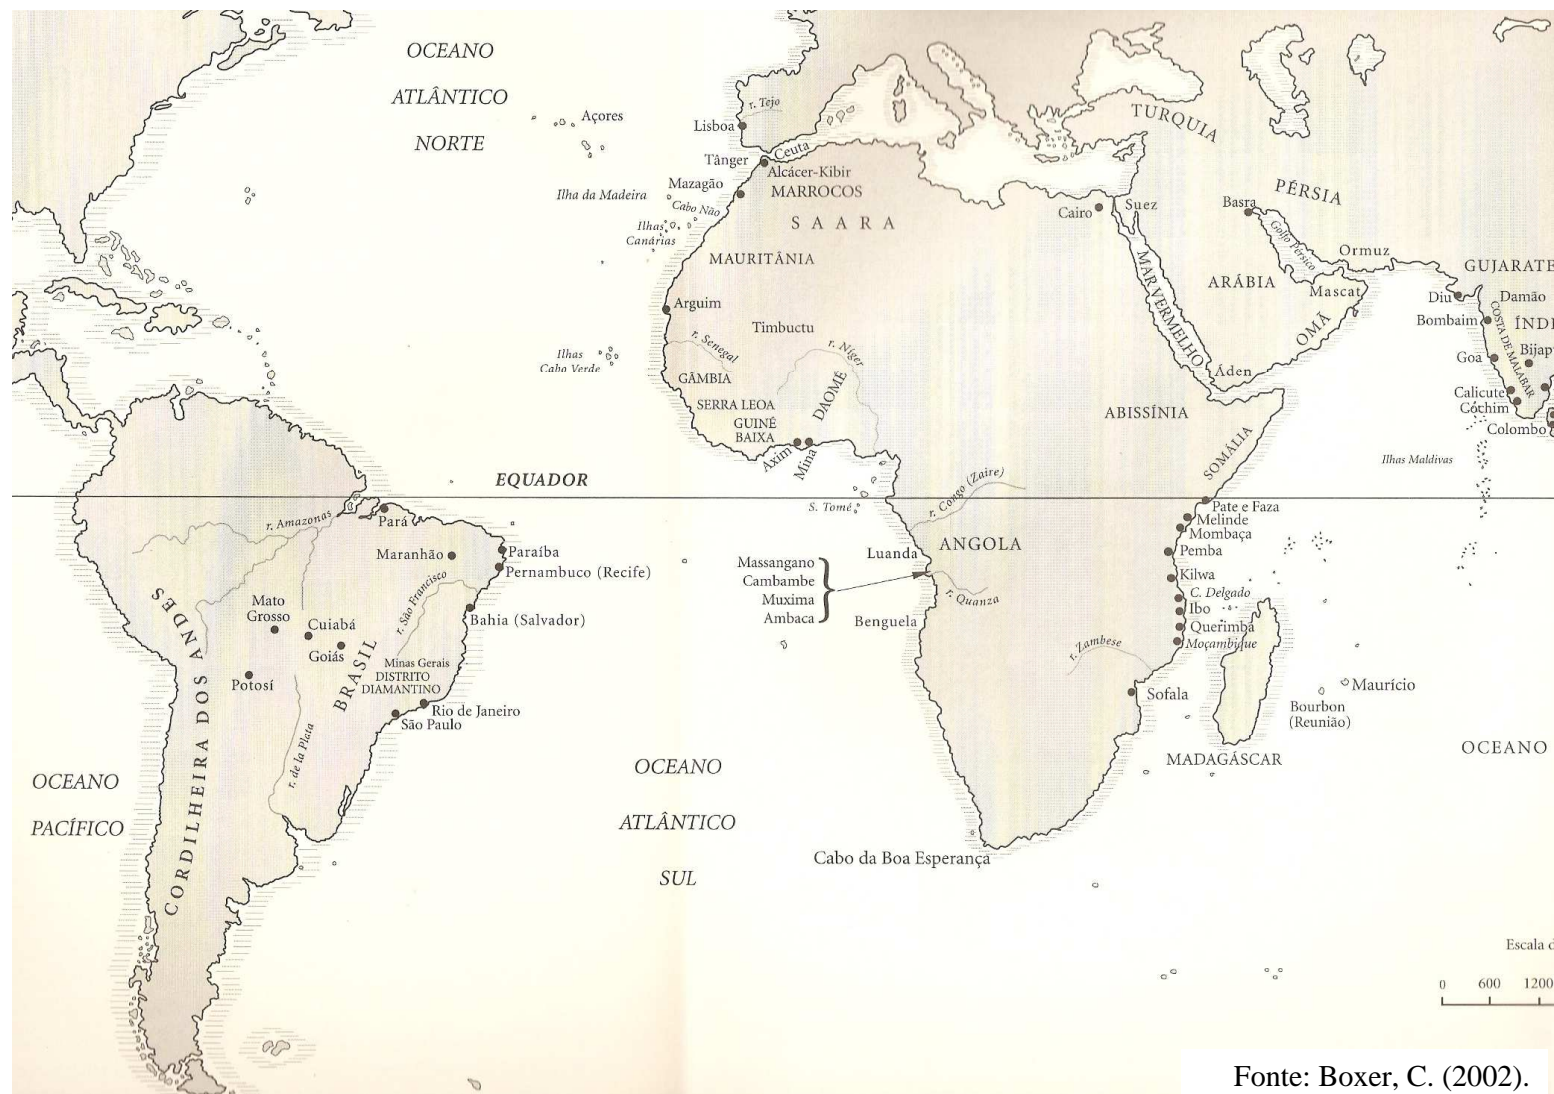 OCEANO
ATLÂNTICO
NORTE
Açores
r. Tejo
Lisboa
Ceuta
Tânger
Alcácer-Kibir
Mazagão
MARROCOS
Ilha da Madeira
Cabo Não
Ilhas
Canárias
SAARA
MAURITÂNIA
Arguim
Timbuctu
r. Senegal
r. Níger
Ilhas
Cabo Verde
GÂMBIA
DAOMÉ
SERRA LEOA
GUINÉ
BAIXA
Axim
Mina
TURQUIA
PÉRSIA
Cairo
Suez
Basra
Golfo Pérsico
Ormuz
GUJARATE
ARÁBIA
Mascat
MAR VERMELHO
OMÃ
Áden
Diu
Damão
Bombaim
ÍNDI
COSTA DE MALABAR
Goa
Bijap
Calicute
Cochim
Colombo
Ilhas Maldivas
ABISSÍNIA
SOMÁLIA
EQUADOR
S. Tomé
r. Congo (Zaire)
Pate e Faza
Melinde
Mombaça
Pemba
Kilwa
C. Delgado
Ibo
Querimba
Moçambique
Luanda
ANGOLA
Massangano
Cambambe
Muxima
Ambaca
r. Quanza
Benguela
r. Zambese
Sofala
MADAGÁSCAR
Maurício
Bourbon
(Reunião)
OCEANO
r. Amazonas
Pará
Maranhão
Paraíba
Pernambuco (Recife)
r. São Francisco
Bahia (Salvador)
Mato
Grosso
Cuiabá
Goiás
Potosí
BRASIL
Minas Gerais
DISTRITO
DIAMANTINO
Rio de Janeiro
São Paulo
r. de la Plata
CORDILHEIRA DOS ANDES
OCEANO
PACÍFICO
OCEANO
ATLÂNTICO
SUL
Cabo da Boa Esperança
Escala d
0 600 1200
Fonte: Boxer, C. (2002).